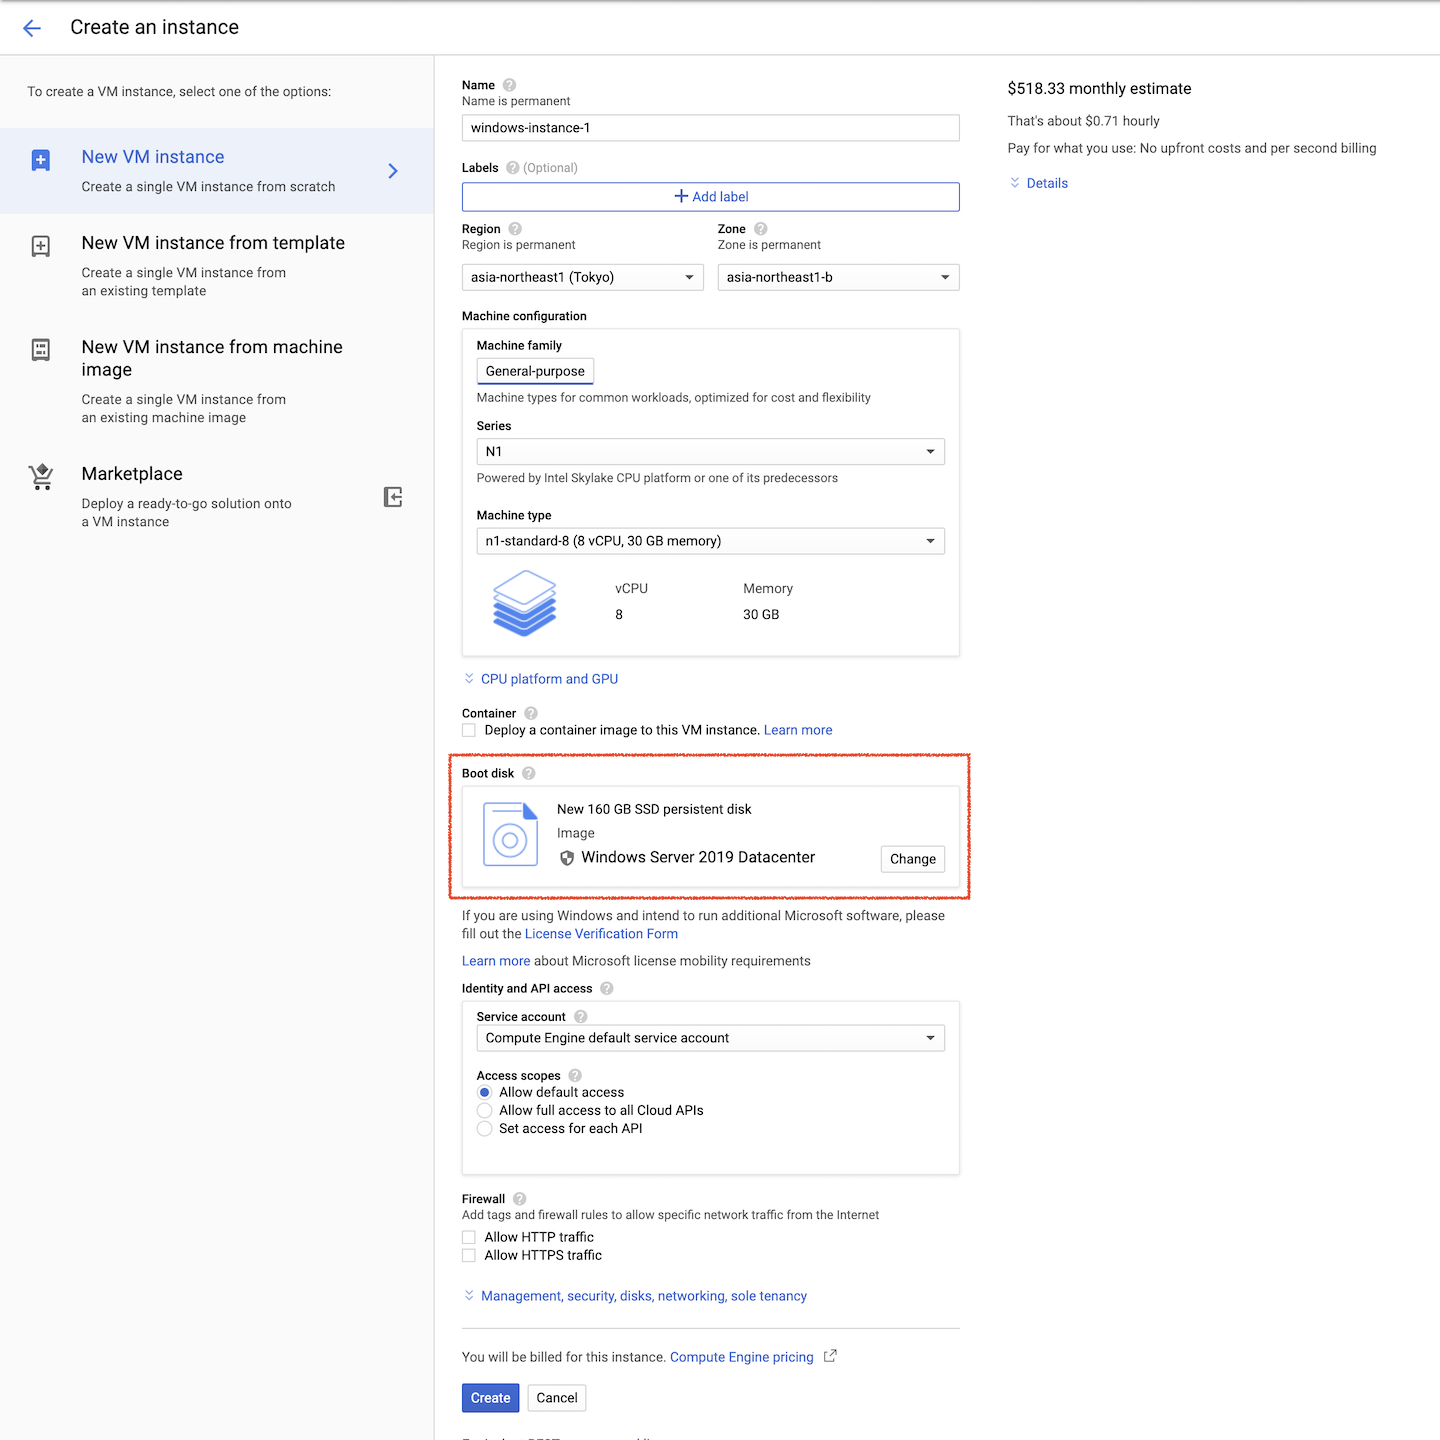 Create an instance
To create a VM instance, select one of the options:
New VM instance
Create a single VM instance from scratch
New VM instance from template
Create a single VM instance from
an existing template
New VM instance from machine
image
Create a single VM instance from
an existing machine image
Marketplace
Deploy a ready-to-go solution onto
a VM instance
Name
Name is permanent
windows-instance-1
Labels (Optional)
Add label
Region
Region is permanent
asia-northeast1 (Tokyo)
Zone
Zone is permanent
asia-northeast1-b
Machine configuration
Machine family
General-purpose
Machine types for common workloads, optimized for cost and flexibility
Series
N1
Powered by Intel Skylake CPU platform or one of its predecessors
Machine type
n1-standard-8 (8 vCPU, 30 GB memory)
vCPU
8
Memory
30 GB
CPU platform and GPU
Container
Deploy a container image to this VM instance. Learn more
Boot disk
New 160 GB SSD persistent disk
Image
Windows Server 2019 Datacenter
Change
If you are using Windows and intend to run additional Microsoft software, please
fill out the License Verification Form
Learn more about Microsoft license mobility requirements
Identity and API access
Service account
Compute Engine default service account
Access scopes
Allow default access
Allow full access to all Cloud APIs
Set access for each API
Firewall
Add tags and firewall rules to allow specific network traffic from the Internet
Allow HTTP traffic
Allow HTTPS traffic
Management, security, disks, networking, sole tenancy
You will be billed for this instance. Compute Engine pricing
Create
Cancel
$518.33 monthly estimate
That's about $0.71 hourly
Pay for what you use: No upfront costs and per second billing
Details